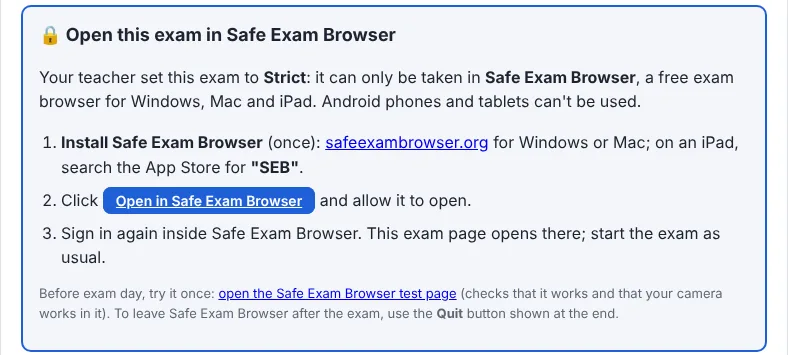 🔒 Open this exam in Safe Exam Browser
Your teacher set this exam to Strict: it can only be taken in Safe Exam Browser, a free exam
browser for Windows, Mac and iPad. Android phones and tablets can't be used.
1. Install Safe Exam Browser (once): safeexambrowser.org for Windows or Mac; on an iPad,
search the App Store for "SEB".
2. Click Open in Safe Exam Browser and allow it to open.
3. Sign in again inside Safe Exam Browser. This exam page opens there; start the exam as
usual.
Before exam day, try it once: open the Safe Exam Browser test page (checks that it works and that your camera
works in it). To leave Safe Exam Browser after the exam, use the Quit button shown at the end.